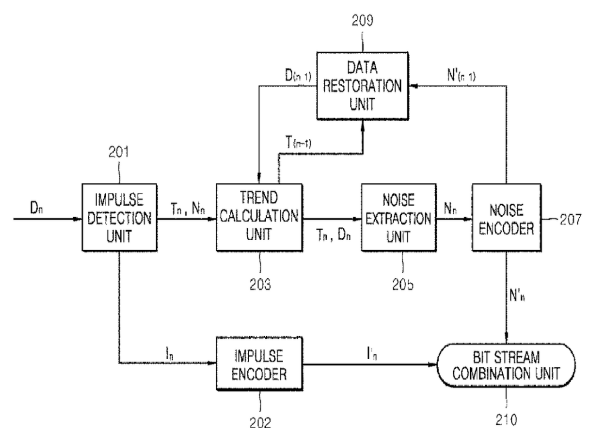 209
DATA
RESTORATION
UNIT
D(n-1)
N'(n-1)
T(n-1)
201
IMPULSE
DETECTION
UNIT
Dn
Tn, Nn
TREND
CALCULATION
UNIT
203
Tn, Dn
NOISE
EXTRACTION
UNIT
205
Nn
NOISE
ENCODER
207
N'n
In
IMPULSE
ENCODER
202
I'n
BIT STREAM
COMBINATION UNIT
210